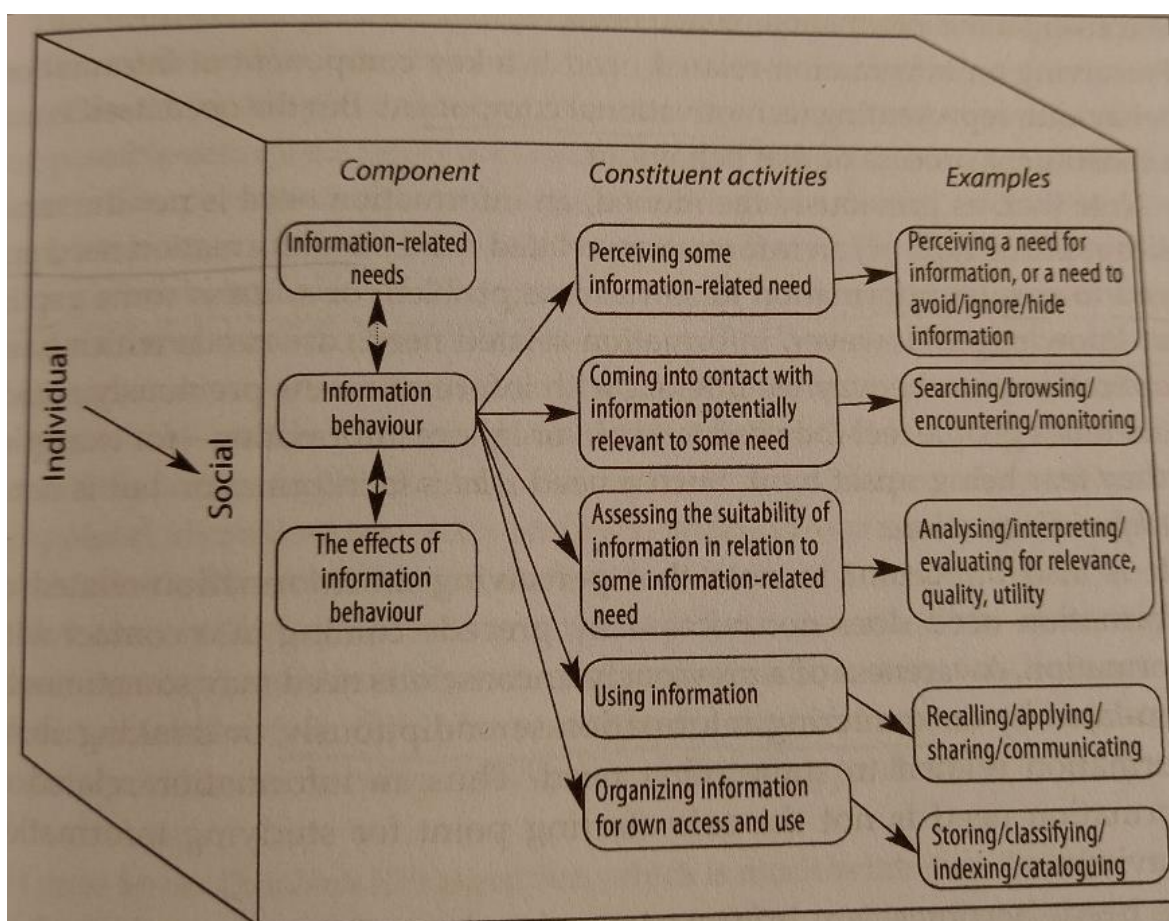 Component
Constituent activities
Examples
Individual
Social
Information-related
needs
Information
behaviour
The effects of
information
behaviour
Perceiving some
information-related need
Coming into contact with
information potentially
relevant to some need
Assessing the suitability of
information in relation to
some information-related
need
Using information
Organizing information
for own access and use
Perceiving a need for
information, or a need to
avoid/ignore/hide
information
Searching/browsing/
encountering/monitoring
Analysing/interpreting/
evaluating for relevance,
quality, utility
Recalling/applying/
sharing/communicating
Storing/classifying/
indexing/cataloguing